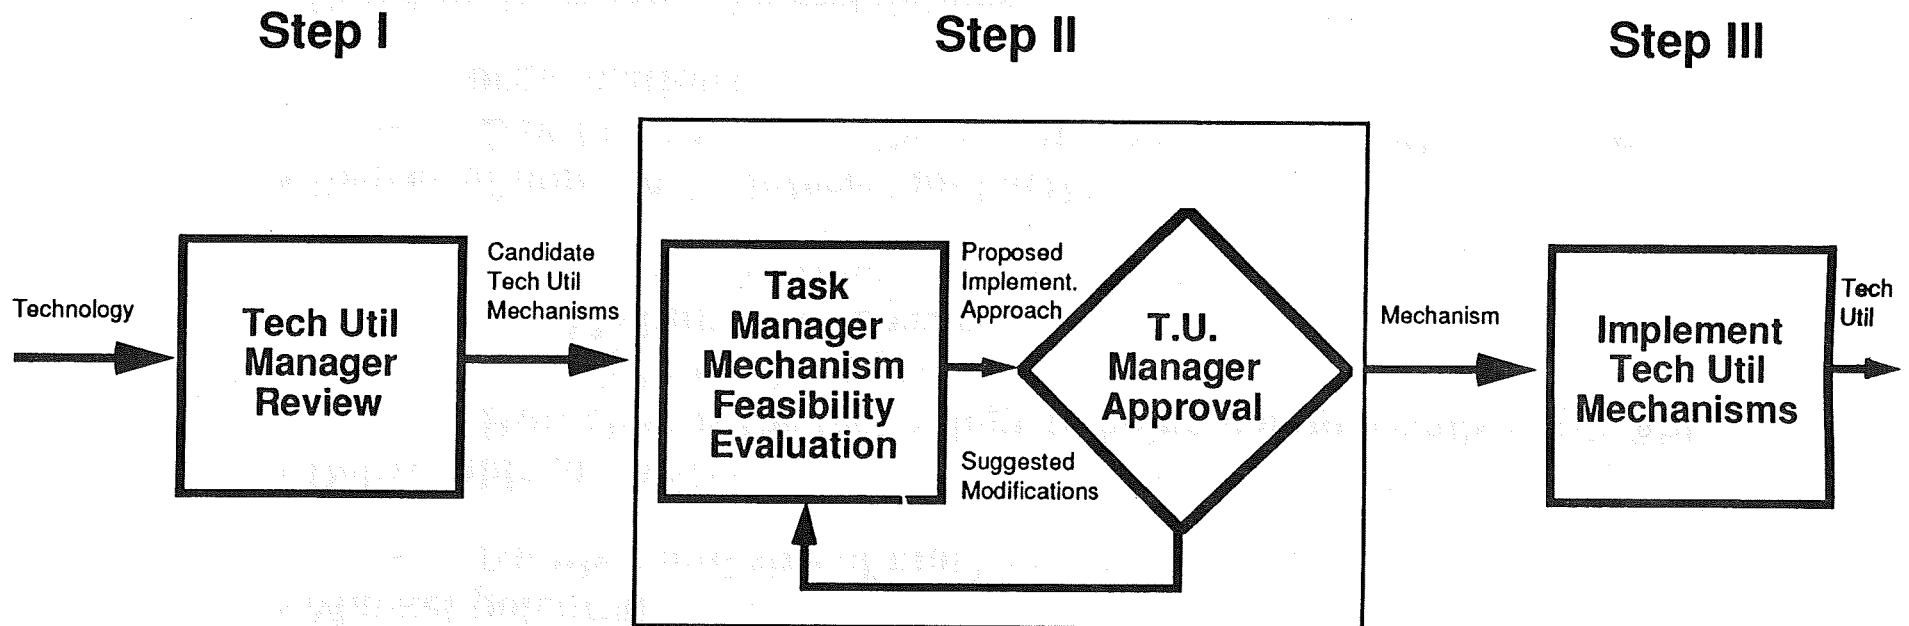 Step I
Step II
Step III
Technology
Tech Util
Manager
Review
Candidate
Tech Util
Mechanisms
Task
Manager
Mechanism
Feasibility
Evaluation
Proposed
Implement.
Approach
Suggested
Modifications
T.U.
Manager
Approval
Mechanism
Implement
Tech Util
Mechanisms
Tech
Util